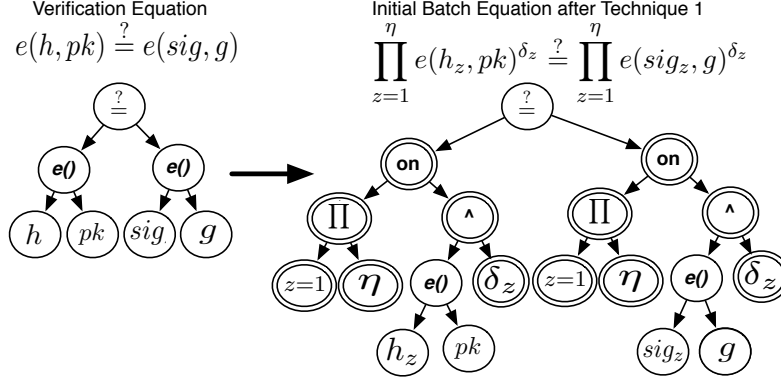 Verification Equation
e(h, pk) ≟ e(sig, g)
Initial Batch Equation after Technique 1
∏_{z=1}^{η} e(h_z, pk)^{δ_z} ≟ ∏_{z=1}^{η} e(sig_z, g)^{δ_z}
≟
e() e()
h pk sig g
≟
on on
∏ ^ ∏ ^
z=1 η e() δ_z z=1 η e() δ_z
h_z pk sig_z g